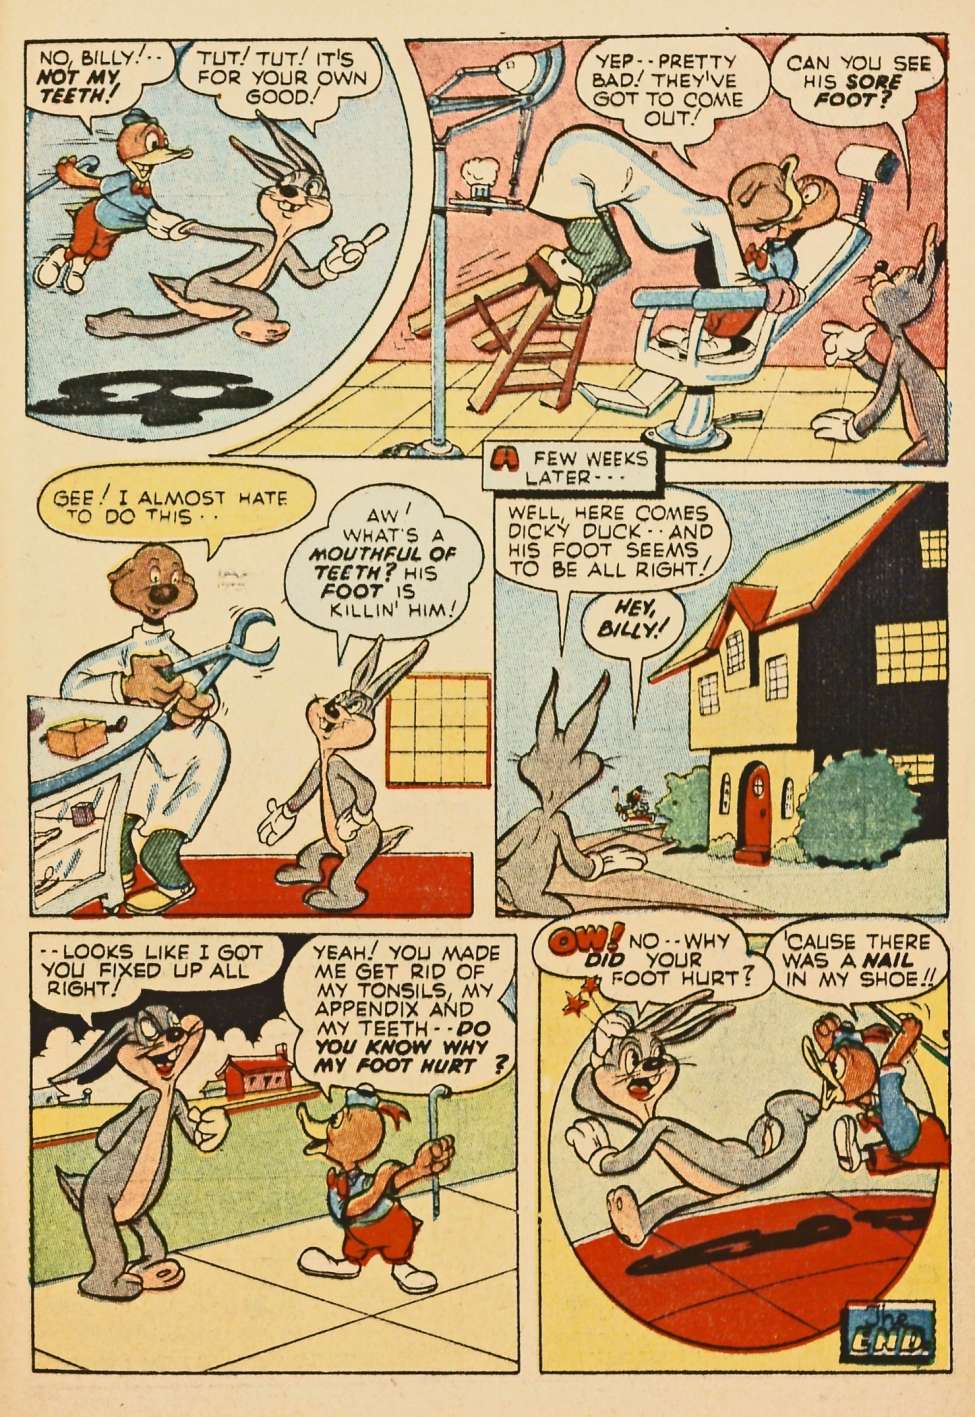 NO, BILLY!--
NOT MY
TEETH!
TUT! TUT! IT'S
FOR YOUR OWN
GOOD!
YEP--PRETTY
BAD! THEY'VE
GOT TO COME
OUT!
CAN YOU SEE
HIS SORE
FOOT?
GEE! I ALMOST HATE
TO DO THIS--
AW!
WHAT'S A
MOUTHFUL OF
TEETH? HIS
FOOT IS
KILLIN' HIM!
A FEW WEEKS
LATER---
WELL, HERE COMES
DICKY DUCK--AND
HIS FOOT SEEMS
TO BE ALL RIGHT!
HEY,
BILLY!
--LOOKS LIKE I GOT
YOU FIXED UP ALL
RIGHT!
YEAH! YOU MADE
ME GET RID OF
MY TONSILS, MY
APPENDIX AND
MY TEETH--DO
YOU KNOW WHY
MY FOOT HURT?
OW! NO--WHY
DID YOUR
FOOT HURT?
'CAUSE THERE
WAS A NAIL
IN MY SHOE!!
The
END.